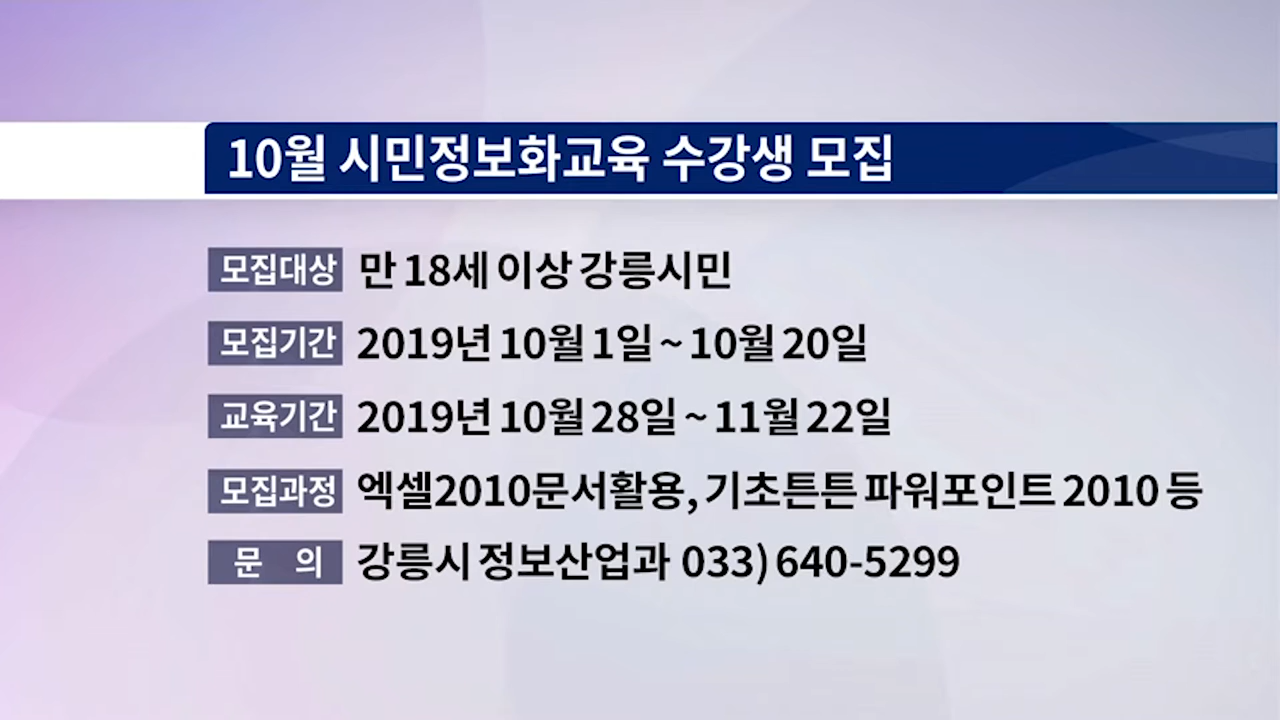 10월 시민정보화교육 수강생 모집
모집대상 만 18세 이상 강릉시민
모집기간 2019년 10월 1일 ~ 10월 20일
교육기간 2019년 10월 28일 ~ 11월 22일
모집과정 엑셀2010문서활용, 기초튼튼 파워포인트 2010 등
문 의 강릉시 정보산업과 033) 640-5299